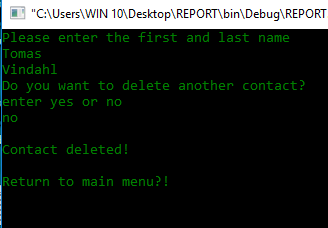 "C:\Users\WIN 10\Desktop\REPORT\bin\Debug\REPORT
Please enter the first and last name
Tomas
Vindahl
Do you want to delete another contact?
enter yes or no
no
Contact deleted!
Return to main menu?!